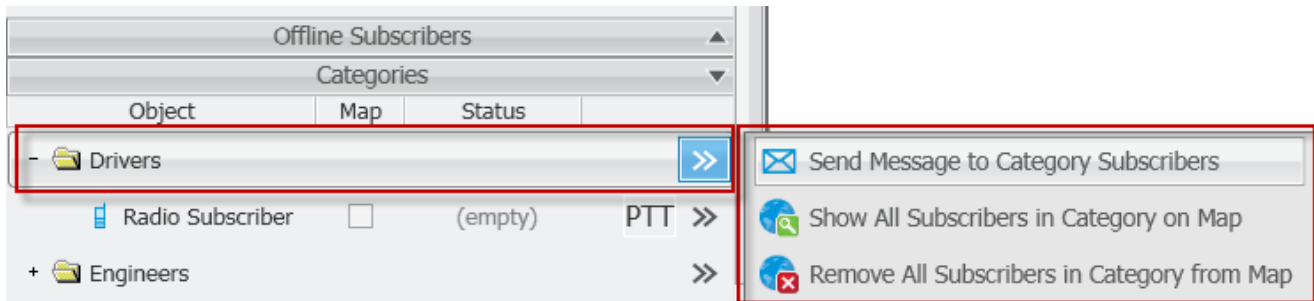 Offline Subscribers
Categories
Object Map Status
- Drivers
Send Message to Category Subscribers
Radio Subscriber (empty) PTT
Show All Subscribers in Category on Map
+ Engineers
Remove All Subscribers in Category from Map